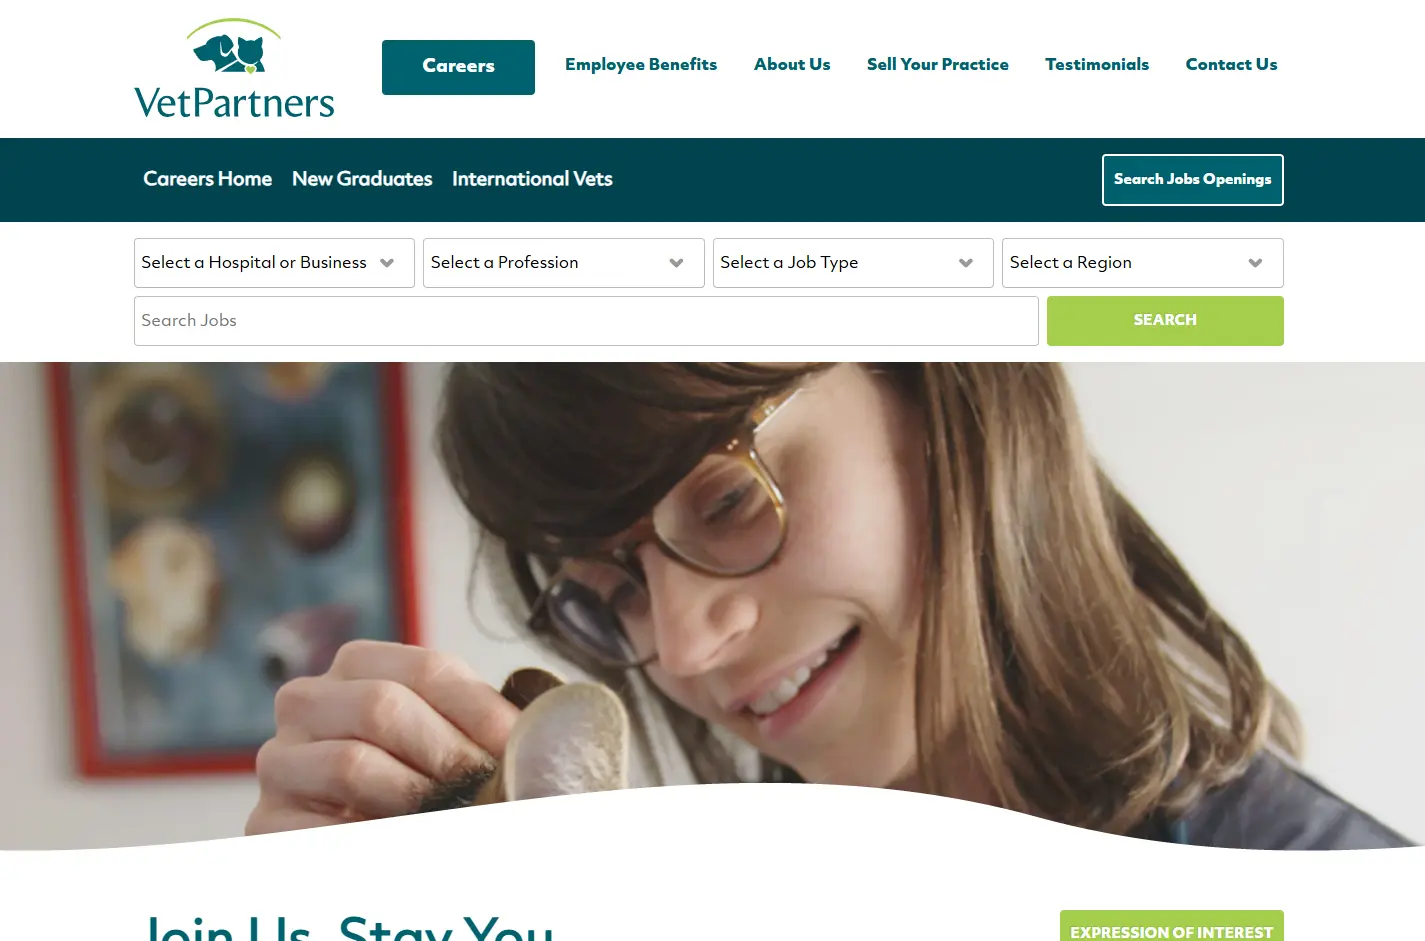 VetPartners
Careers
Employee Benefits
About Us
Sell Your Practice
Testimonials
Contact Us
Careers Home
New Graduates
International Vets
Search Jobs Openings
Select a Hospital or Business
Select a Profession
Select a Job Type
Select a Region
Search Jobs
SEARCH
Join Us. Stay You.
EXPRESSION OF INTEREST